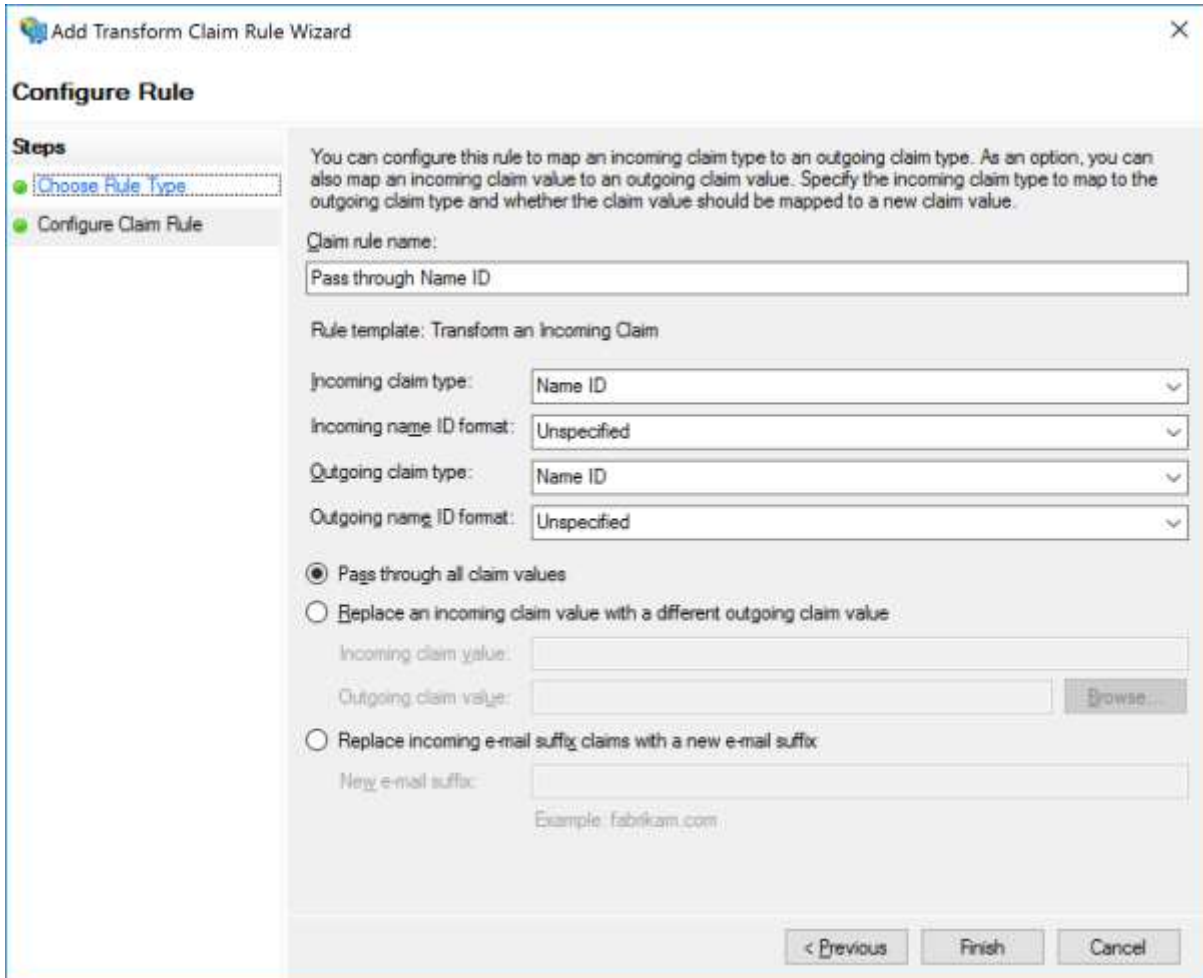 Add Transform Claim Rule Wizard
Configure Rule
Steps
Choose Rule Type
Configure Claim Rule
You can configure this rule to map an incoming claim type to an outgoing claim type. As an option, you can
also map an incoming claim value to an outgoing claim value. Specify the incoming claim type to map to the
outgoing claim type and whether the claim value should be mapped to a new claim value.
Claim rule name:
Pass through Name ID
Rule template: Transform an Incoming Claim
Incoming claim type: Name ID
Incoming name ID format: Unspecified
Outgoing claim type: Name ID
Outgoing name ID format: Unspecified
Pass through all claim values
Replace an incoming claim value with a different outgoing claim value
Incoming claim value:
Outgoing claim value: Browse...
Replace incoming e-mail suffix claims with a new e-mail suffix
New e-mail suffix:
Example: fabrikam.com
< Previous Finish Cancel